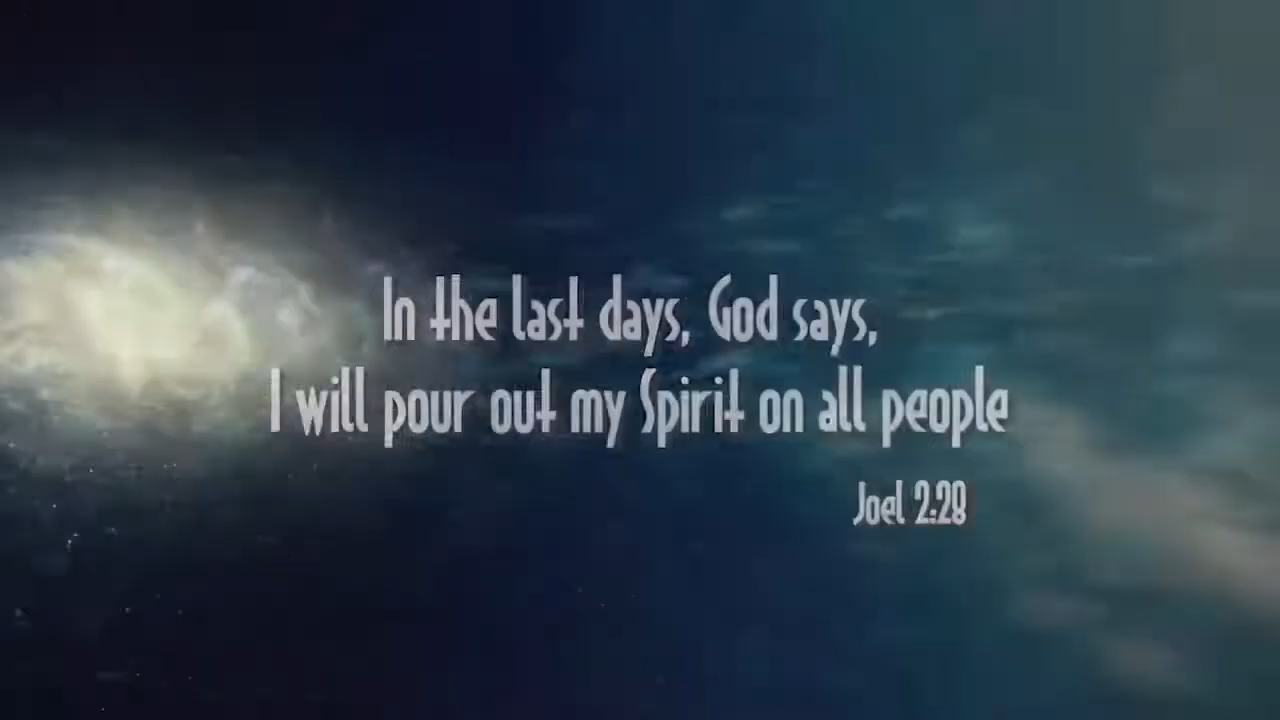 In the last days, God says,
I will pour out my Spirit on all people
Joel 2:28